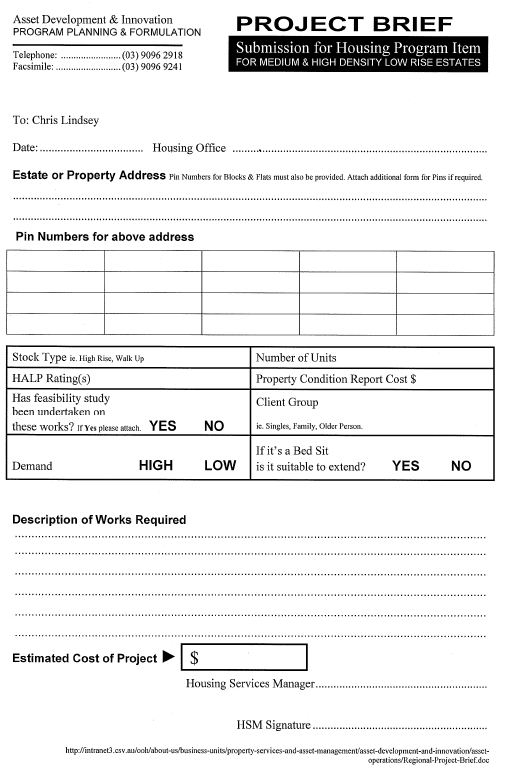 Asset Development & Innovation
PROGRAM PLANNING & FORMULATION
Telephone: ......................(03) 9096 2918
Facsimile: ........................(03) 9096 9241
PROJECT BRIEF
Submission for Housing Program Item
FOR MEDIUM & HIGH DENSITY LOW RISE ESTATES
To: Chris Lindsey
Date:..................................... Housing Office ..........................................................................................
Estate or Property Address Pin Numbers for Blocks & Flats must also be provided. Attach additional form for Pins if required.
Pin Numbers for above address
Stock Type ie. High Rise, Walk Up
Number of Units
HALP Rating(s)
Property Condition Report Cost $
Has feasibility study
been undertaken on
these works? If Yes please attach. YES NO
Client Group
ie. Singles, Family, Older Person.
Demand HIGH LOW
If it's a Bed Sit
is it suitable to extend? YES NO
Description of Works Required
Estimated Cost of Project ► $
Housing Services Manager.............................................................
HSM Signature .............................................................
http://intranet3.csv.au/ooh/about-us/business-units/property-services-and-asset-management/asset-development-and-innovation/asset-
operations/Regional-Project-Brief.doc